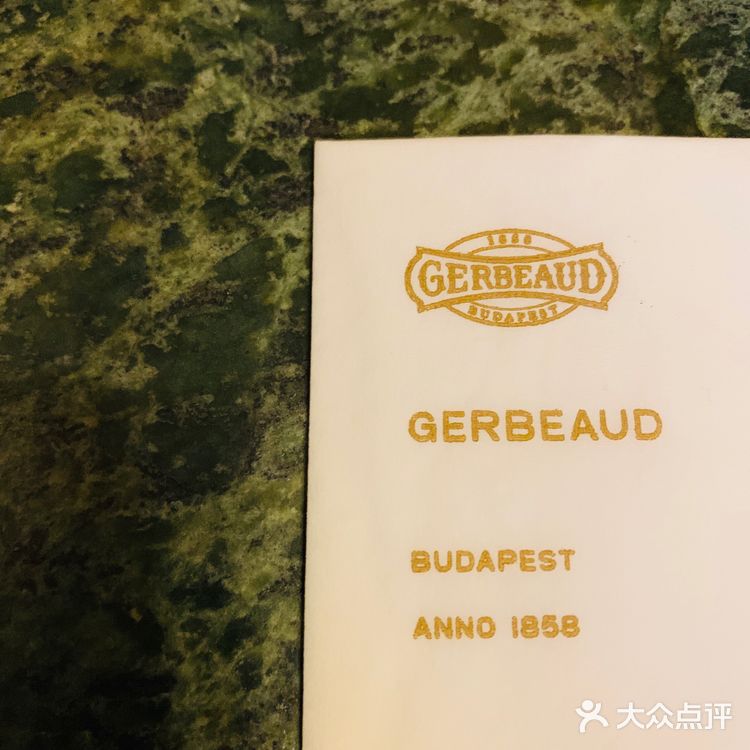 1858
GERBEAUD
BUDAPEST
GERBEAUD
BUDAPEST
ANNO 1858
大众点评